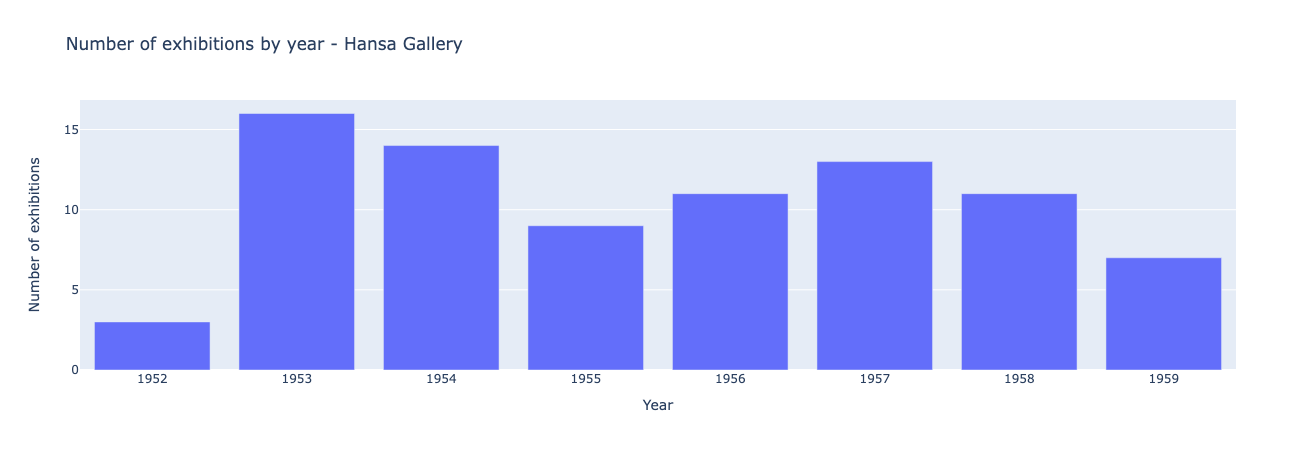 Number of exhibitions by year - Hansa Gallery
Number of exhibitions
15
10
5
0
1952 1953 1954 1955 1956 1957 1958 1959
Year